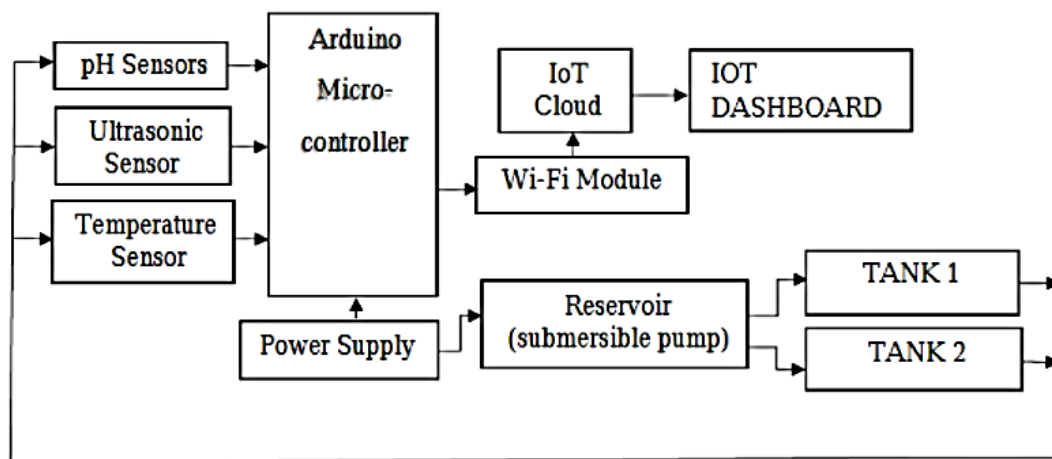 pH Sensors
Ultrasonic
Sensor
Temperature
Sensor
Arduino
Micro-
controller
Power Supply
IoT
Cloud
IOT
DASHBOARD
Wi-Fi Module
Reservoir
(submersible pump)
TANK 1
TANK 2